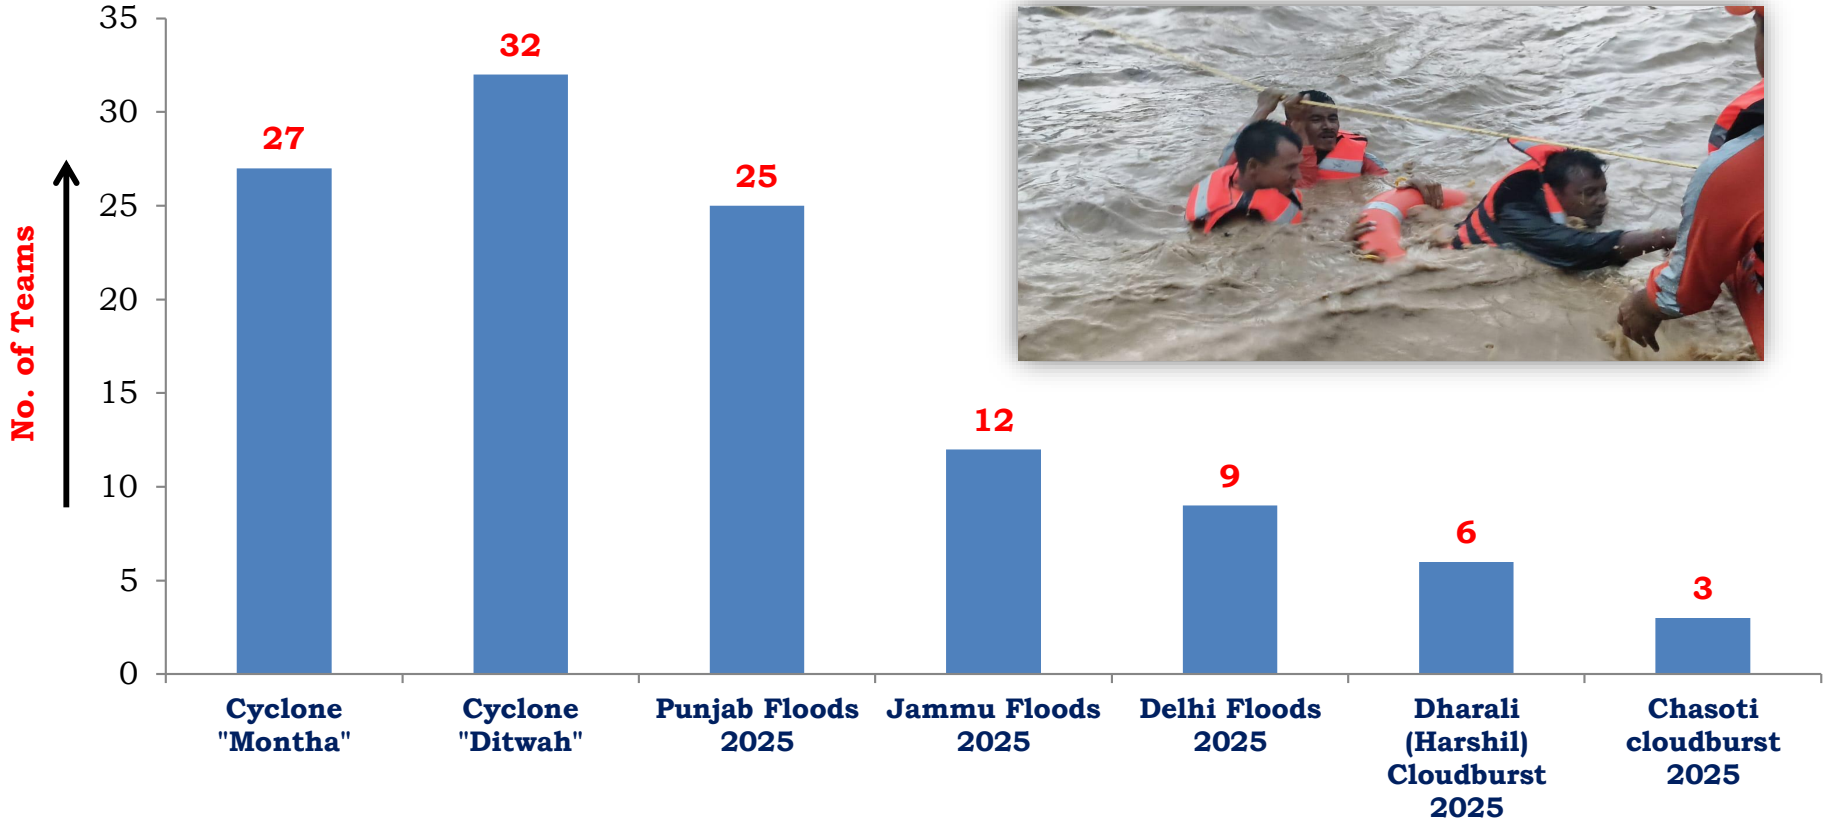 35
30
25
20
15
10
5
0
No. of Teams
27
32
25
12
9
6
3
Cyclone
"Montha"
Cyclone
"Ditwah"
Punjab Floods
2025
Jammu Floods
2025
Delhi Floods
2025
Dharali
(Harshil)
Cloudburst
2025
Chasoti
cloudburst
2025